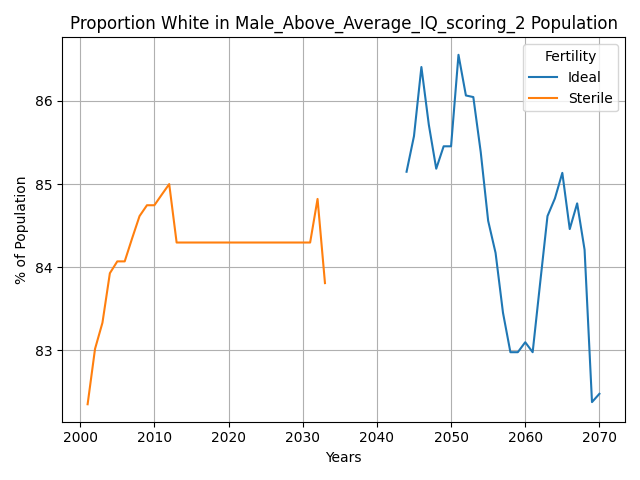 Proportion White in Male_Above_Average_IQ_scoring_2 Population
Fertility
Ideal
Sterile
86
85
84
83
% of Population
2000 2010 2020 2030 2040 2050 2060 2070
Years